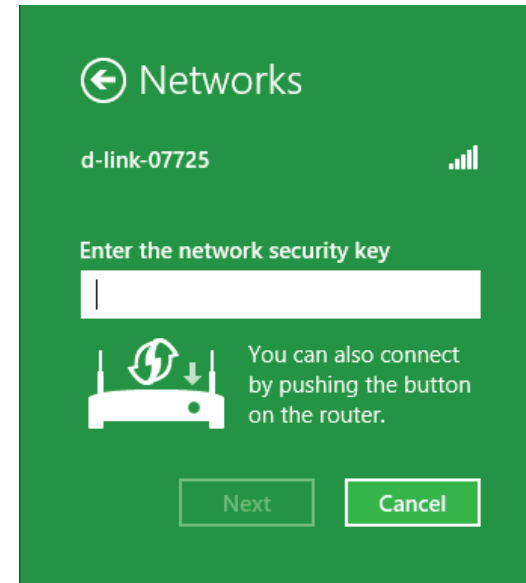 Networks
d-link-07725
Enter the network security key
You can also connect
by pushing the button
on the router.
Next
Cancel